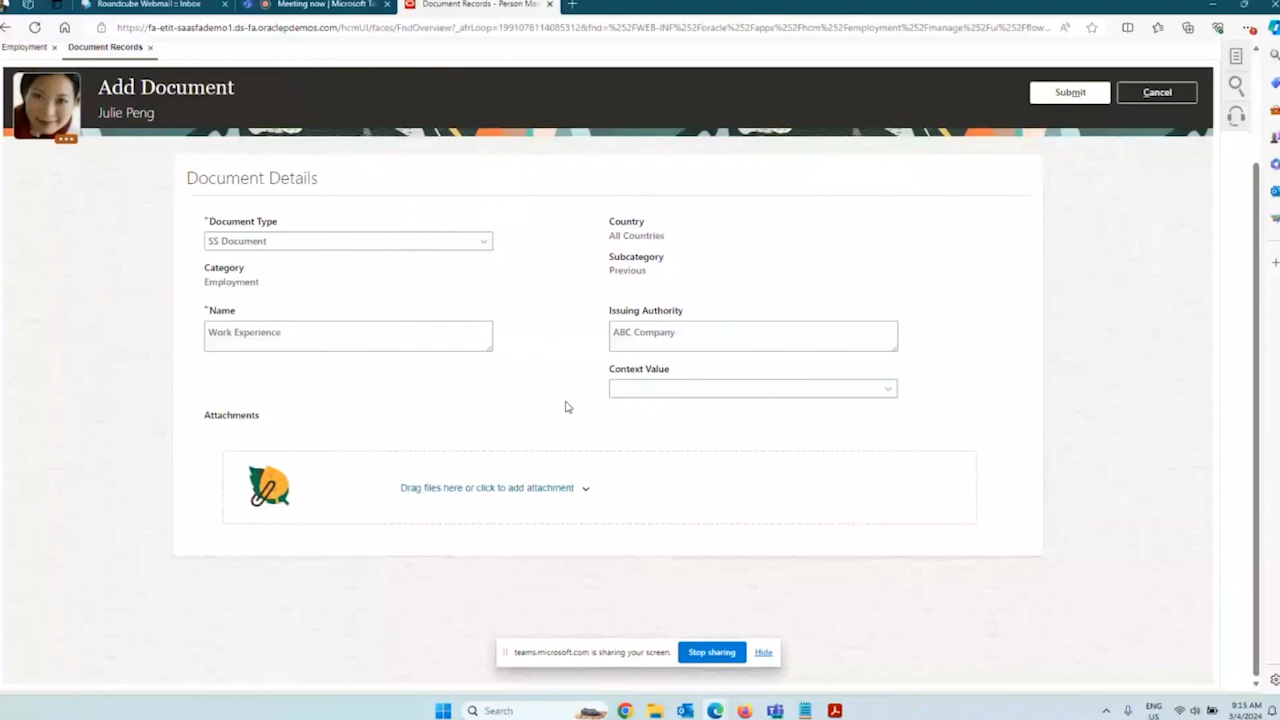 Roundcube Webmail :: Inbox
Meeting now | Microsoft Te
Document Records - Person Ma
https://fa-etit-saasfademo1.ds-fa.oraclepdemos.com/hcmUI/faces/FndOverview?_afrLoop=1991078114085312&fnd=%252FWEB-INF%252Foracle%252Fapps%252Fhcm%252Femployment%252Fmanage%252Fui%252Fflow...
Employment
Document Records
Add Document
Julie Peng
Submit
Cancel
Document Details
*Document Type
SS Document
Country
All Countries
Category
Employment
Subcategory
Previous
*Name
Work Experience
Issuing Authority
ABC Company
Context Value
Attachments
Drag files here or click to add attachment
teams.microsoft.com is sharing your screen.
Stop sharing
Hide
Search
ENG
US
9:15 AM
3/4/2024